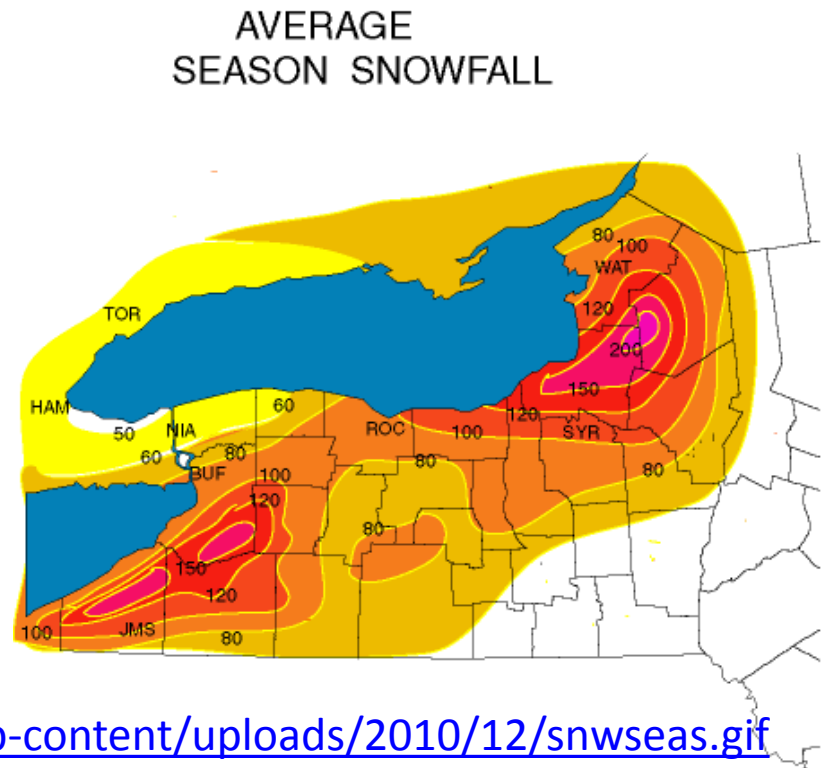 AVERAGE
SEASON SNOWFALL
80
100
WAT
TOR
120
200
150
HAM
60
120
50
NIA
ROC
100
SYR
60
80
80
80
BUF
100
120
80
150
120
100
JMS
80
o-content/uploads/2010/12/snwseas.gif